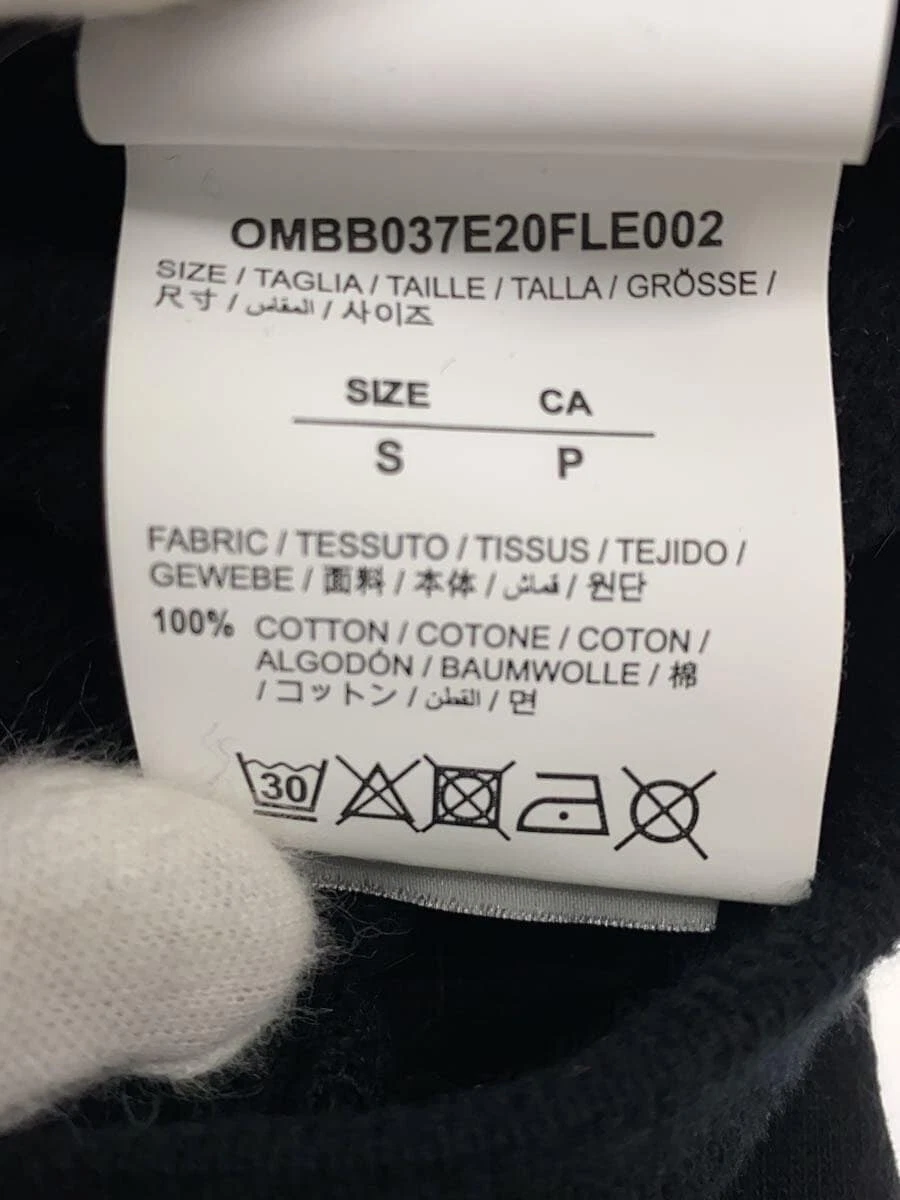 OMBB037E20FLE002
SIZE / TAGLIA / TAILLE / TALLA / GRÖSSE /
尺寸 / المقاس / 사이즈
SIZE CA
S P
FABRIC / TESSUTO / TISSUS / TEJIDO /
GEWEBE / 面料 / 本体 / قماش / 원단
100% COTTON / COTONE / COTON /
ALGODÓN / BAUMWOLLE / 棉
/ コットン / القطن / 면
30